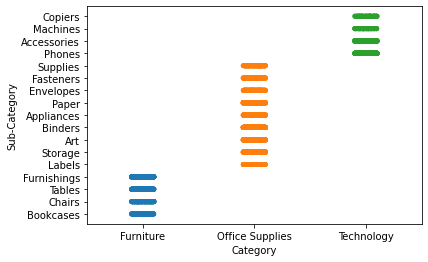 Copiers
Machines
Accessories
Phones
Supplies
Fasteners
Envelopes
Paper
Appliances
Binders
Art
Storage
Labels
Furnishings
Tables
Chairs
Bookcases
Sub-Category
Furniture
Office Supplies
Technology
Category